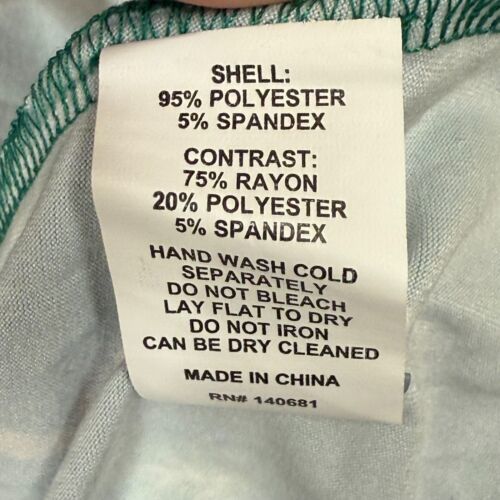 SHELL:
95% POLYESTER
5% SPANDEX
CONTRAST:
75% RAYON
20% POLYESTER
5% SPANDEX
HAND WASH COLD
SEPARATELY
DO NOT BLEACH
LAY FLAT TO DRY
DO NOT IRON
CAN BE DRY CLEANED
MADE IN CHINA
RN# 140681